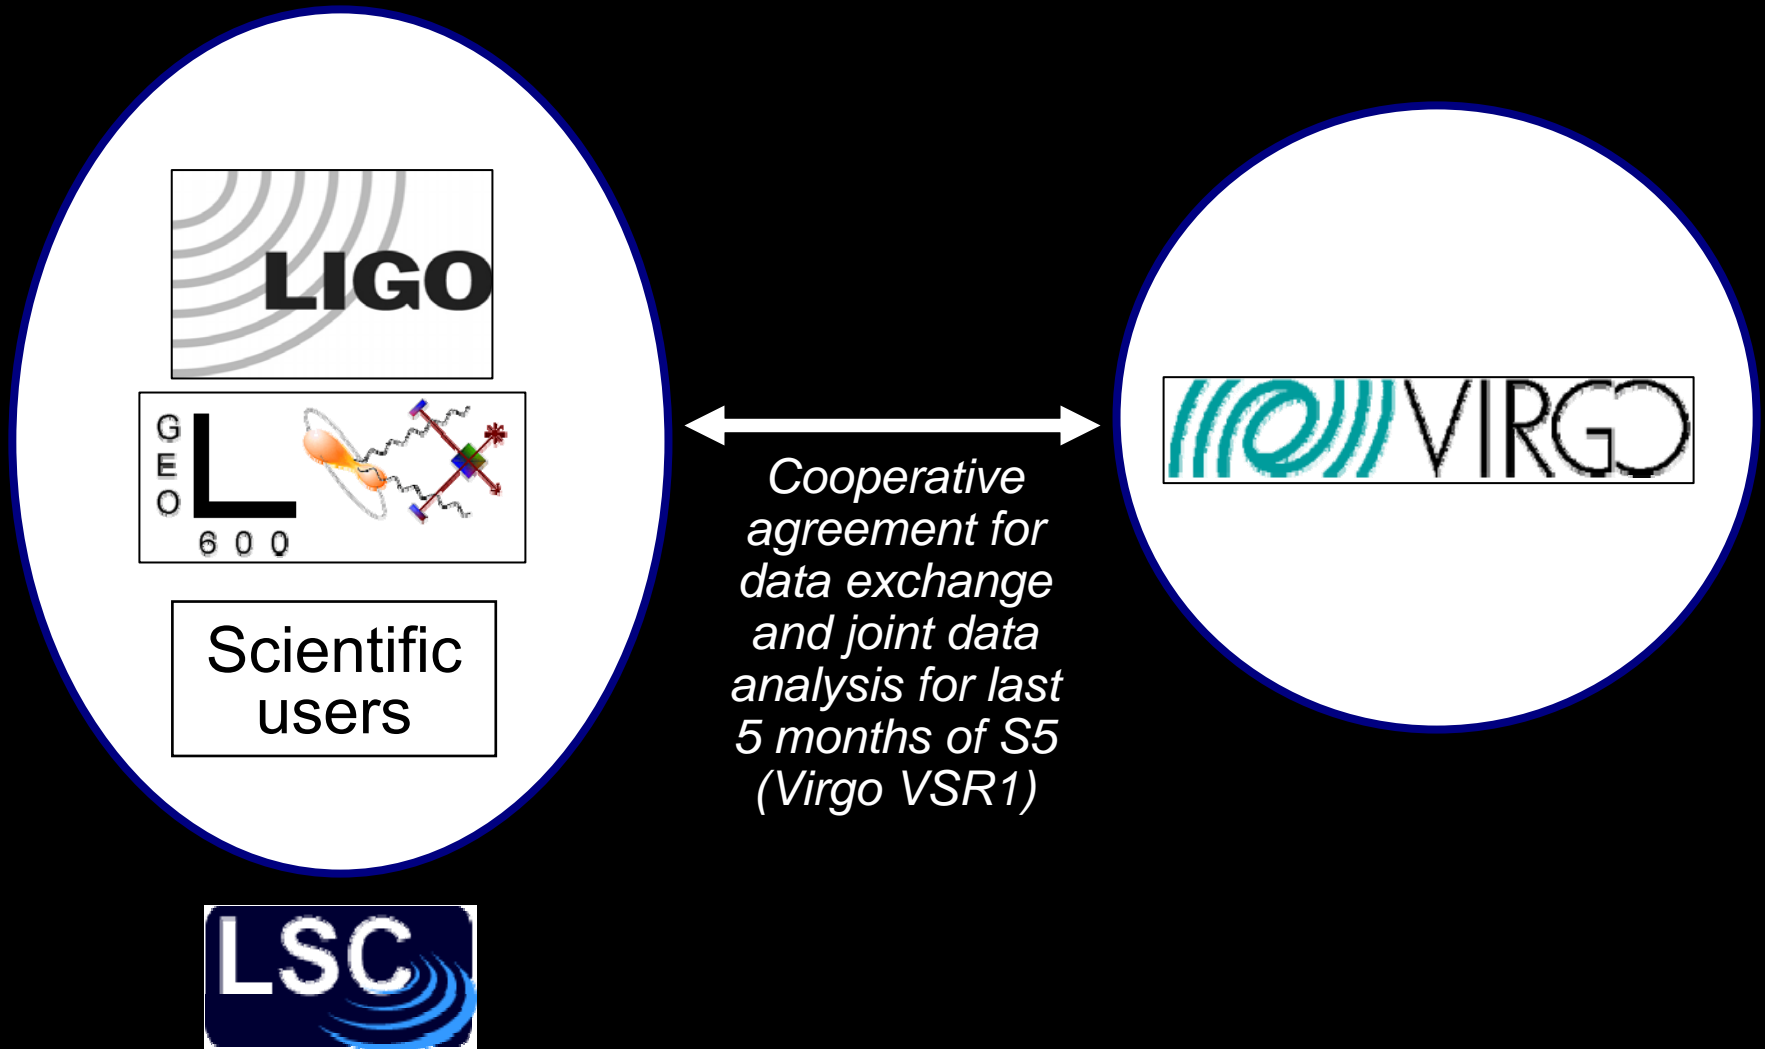 LIGO
G
E
O
600
Scientific
users
LSC
Cooperative
agreement for
data exchange
and joint data
analysis for last
5 months of S5
(Virgo VSR1)
VIRGO